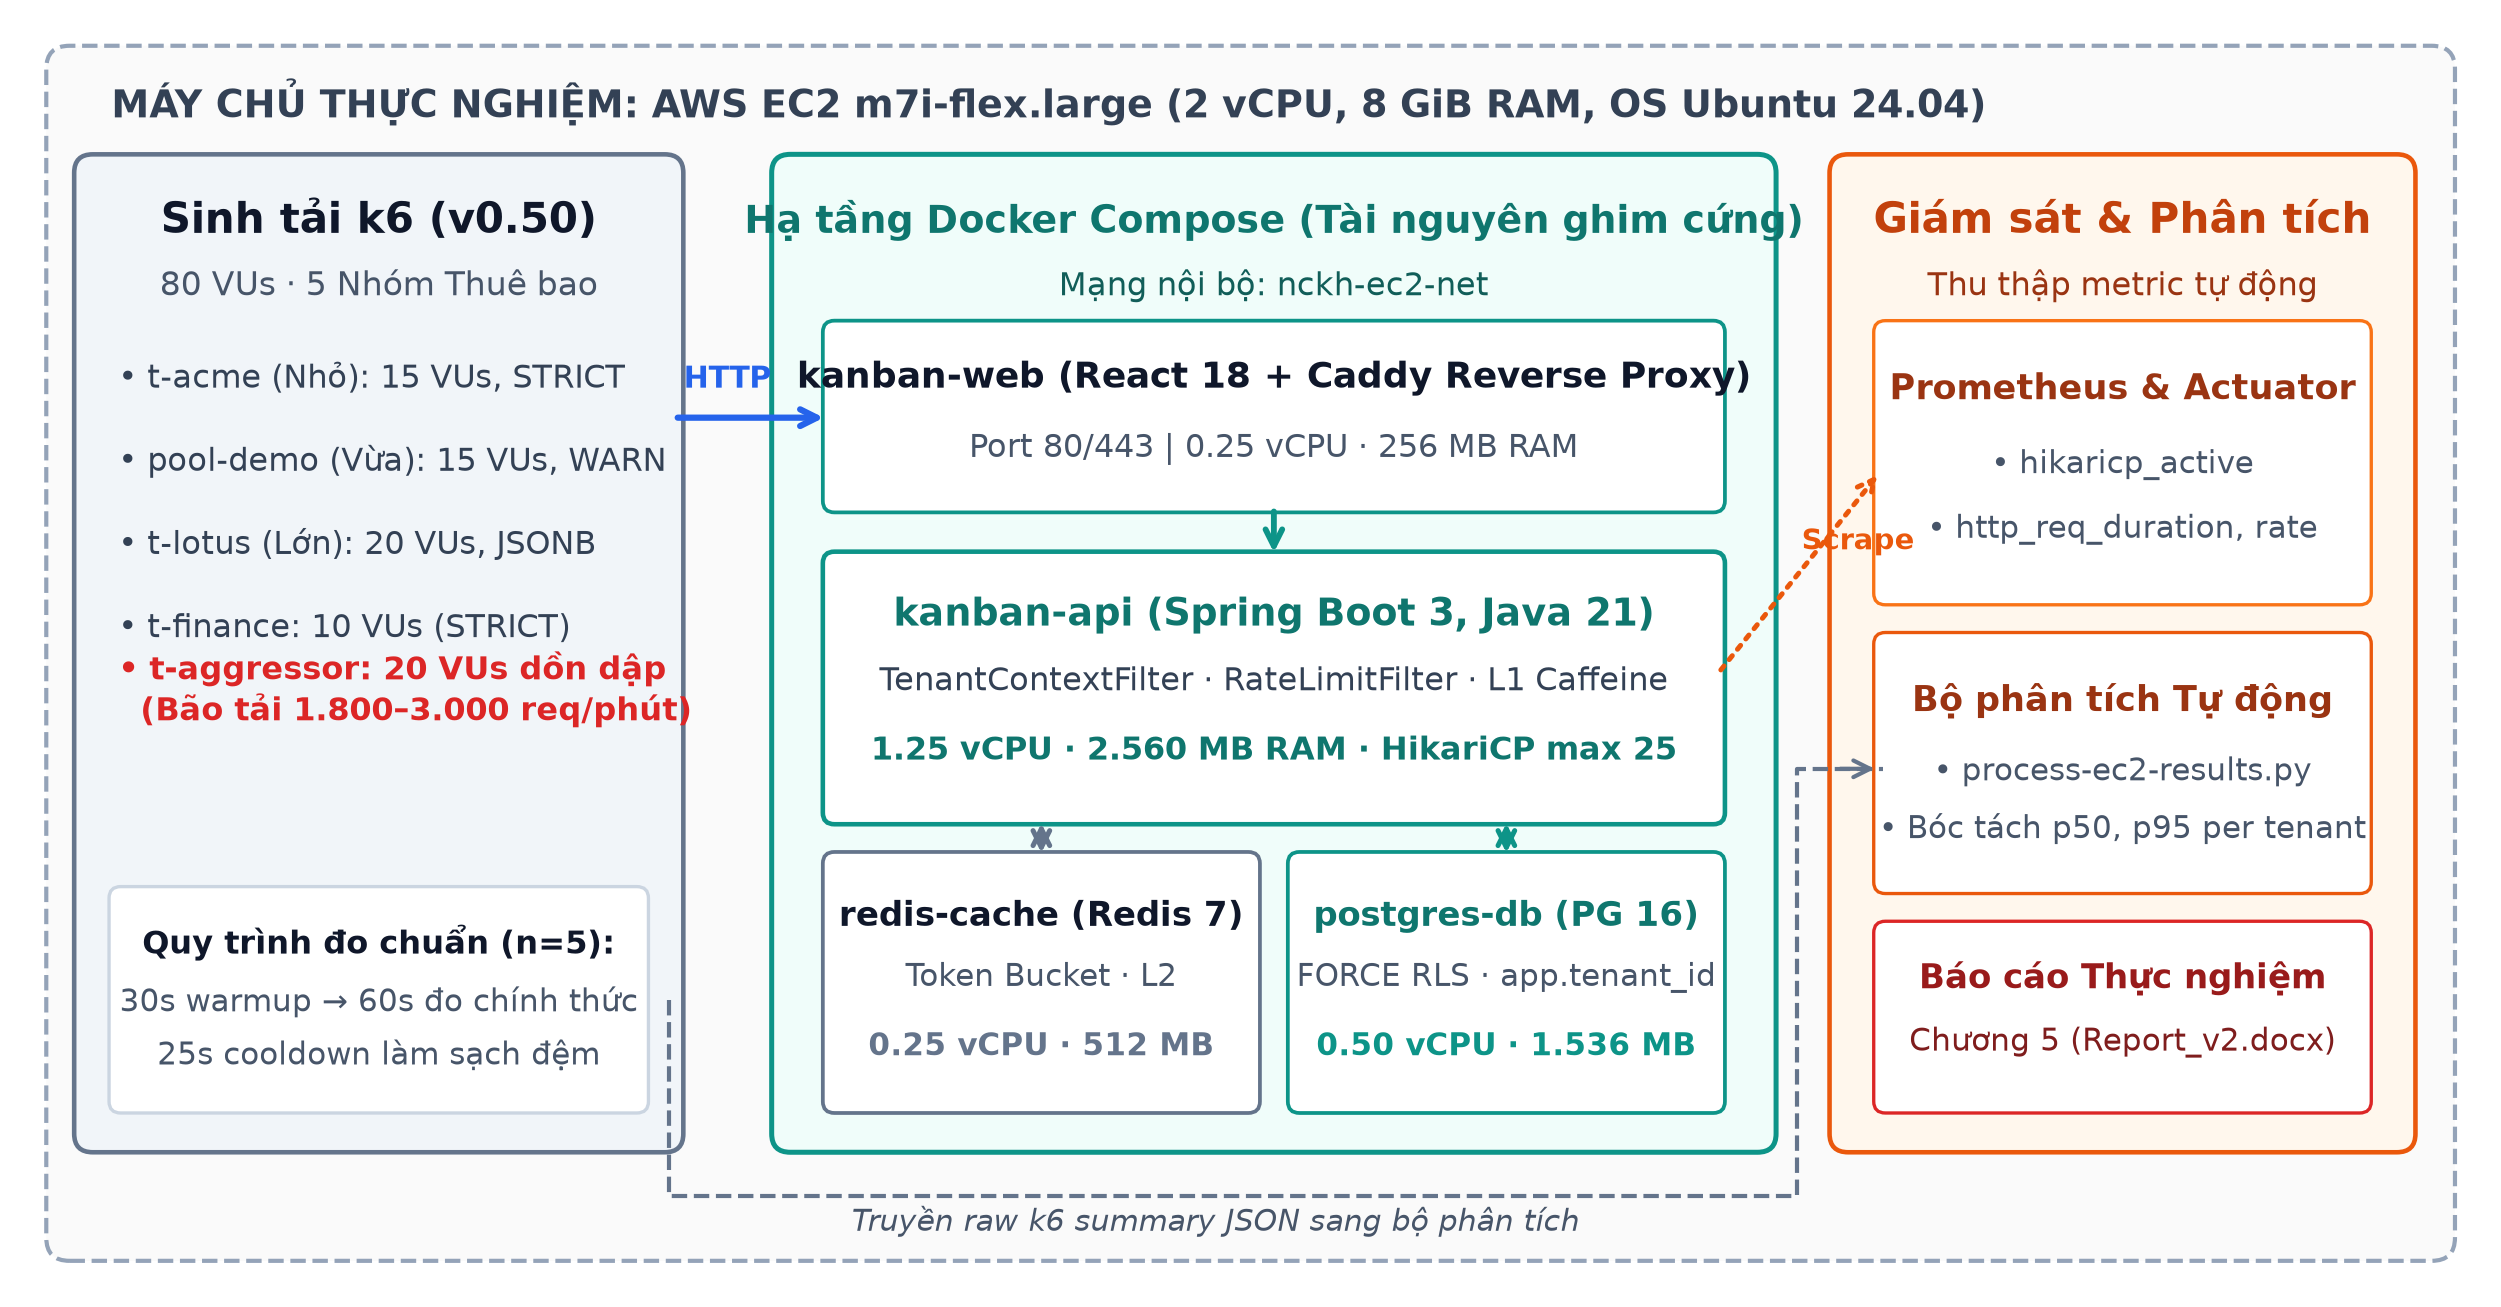 MÁY CHỦ THỰC NGHIỆM: AWS EC2 m7i-flex.large (2 vCPU, 8 GiB RAM, OS Ubuntu 24.04)
Sinh tải k6 (v0.50)
80 VUs · 5 Nhóm Thuê bao
• t-acme (Nhỏ): 15 VUs, STRICT
• pool-demo (Vừa): 15 VUs, WARN
• t-lotus (Lớn): 20 VUs, JSONB
• t-finance: 10 VUs (STRICT)
• t-aggressor: 20 VUs dồn dập
(Bão tải 1.800–3.000 req/phút)
Quy trình đo chuẩn (n=5):
30s warmup → 60s đo chính thức
25s cooldown làm sạch đệm
HTTP
Hạ tầng Docker Compose (Tài nguyên ghim cứng)
Mạng nội bộ: nckh-ec2-net
kanban-web (React 18 + Caddy Reverse Proxy)
Port 80/443 | 0.25 vCPU · 256 MB RAM
kanban-api (Spring Boot 3, Java 21)
TenantContextFilter · RateLimitFilter · L1 Caffeine
1.25 vCPU · 2.560 MB RAM · HikariCP max 25
redis-cache (Redis 7)
Token Bucket · L2
0.25 vCPU · 512 MB
postgres-db (PG 16)
FORCE RLS · app.tenant_id
0.50 vCPU · 1.536 MB
Scrape
Giám sát & Phân tích
Thu thập metric tự động
Prometheus & Actuator
• hikaricp_active
• http_req_duration, rate
Bộ phân tích Tự động
• process-ec2-results.py
• Bóc tách p50, p95 per tenant
Báo cáo Thực nghiệm
Chương 5 (Report_v2.docx)
Truyền raw k6 summary JSON sang bộ phân tích